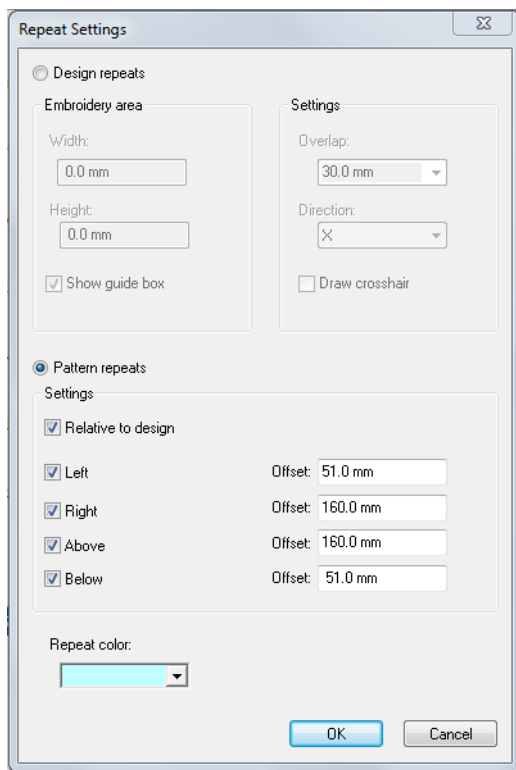 Repeat Settings
Design repeats
Embroidery area
Width:
0.0 mm
Height:
0.0 mm
Show guide box
Settings
Overlap:
30.0 mm
Direction:
X
Draw crosshair
Pattern repeats
Settings
Relative to design
Left Offset: 51.0 mm
Right Offset: 160.0 mm
Above Offset: 160.0 mm
Below Offset: 51.0 mm
Repeat color:
OK Cancel